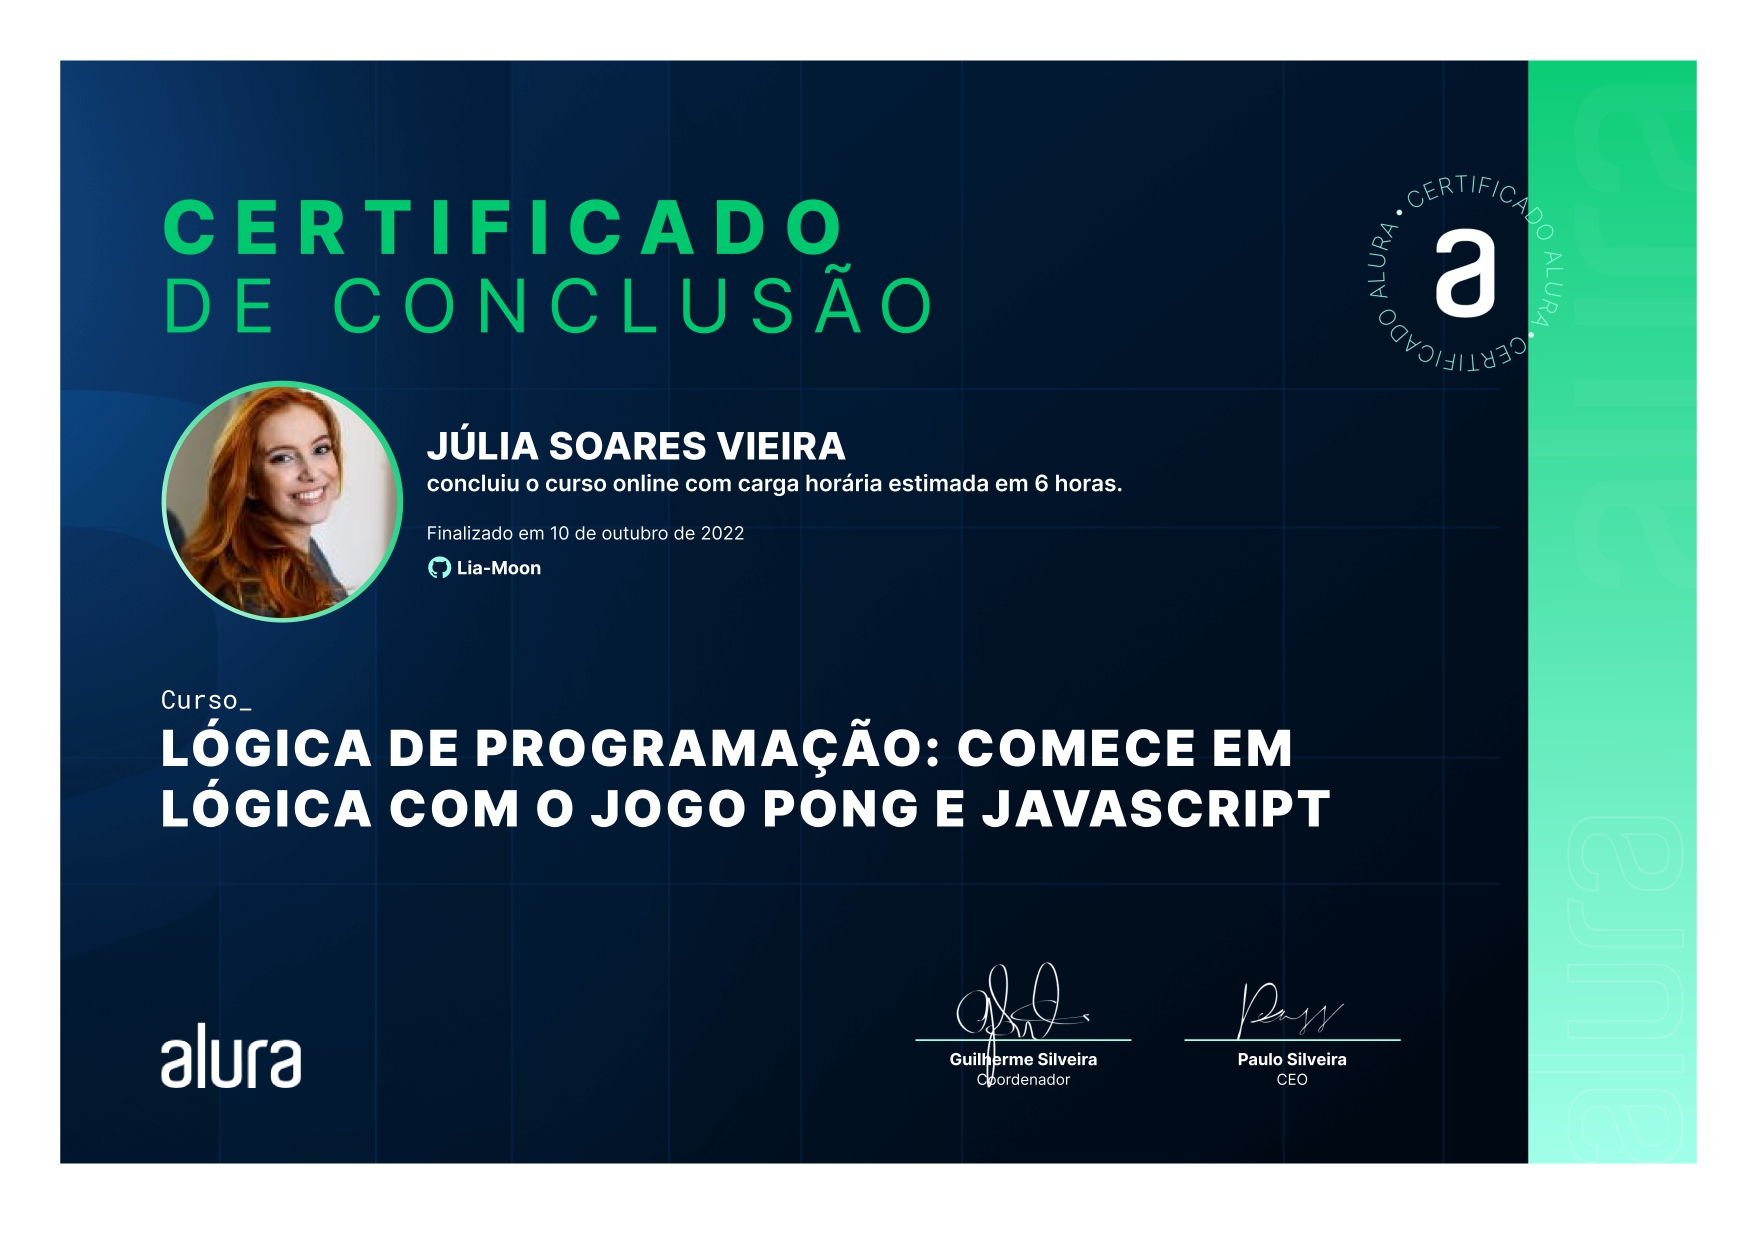 CERTIFICADO
DE CONCLUSÃO
CERTIFICADO ALURA • CERTIFICADO ALURA •
a
JÚLIA SOARES VIEIRA
concluiu o curso online com carga horária estimada em 6 horas.
Finalizado em 10 de outubro de 2022
Lia-Moon
Curso_
LÓGICA DE PROGRAMAÇÃO: COMECE EM
LÓGICA COM O JOGO PONG E JAVASCRIPT
alura
Guilherme Silveira
Coordenador
Paulo Silveira
CEO
alura
alura